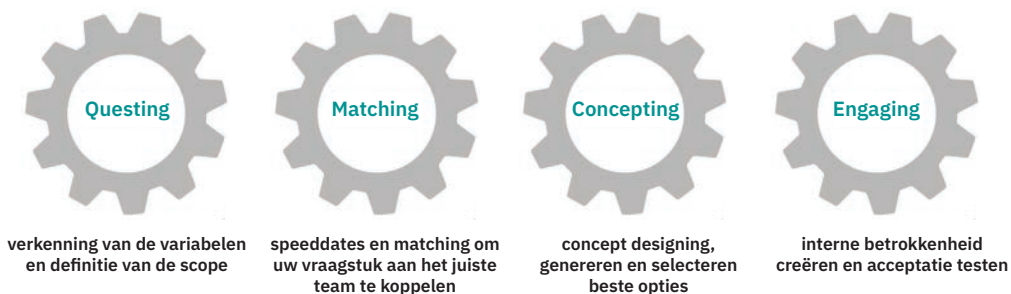 Questing
Matching
Concepting
Engaging
verkenning van de variabelen
en definitie van de scope
speeddates en matching om
uw vraagstuk aan het juiste
team te koppelen
concept designing,
genereren en selecteren
beste opties
interne betrokkenheid
creëren en acceptatie testen